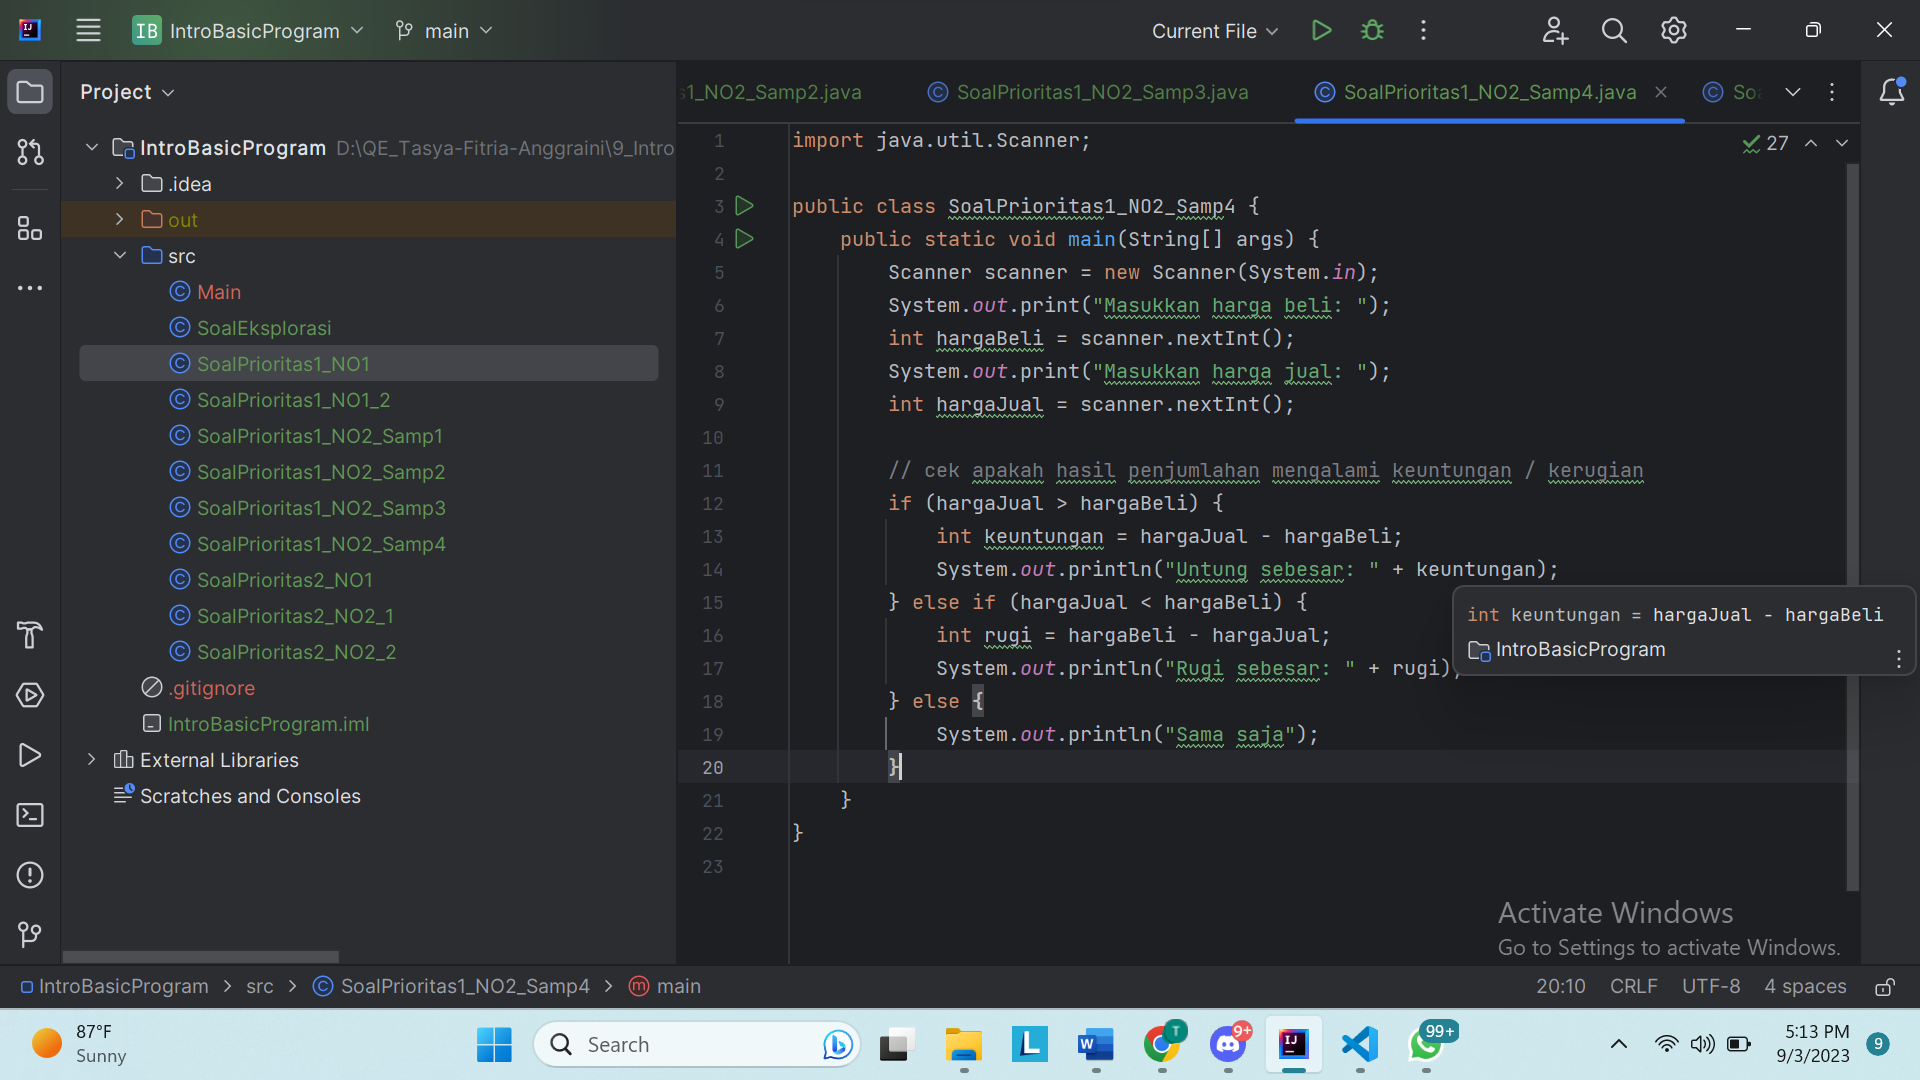 IB IntroBasicProgram main Current File
Project
IntroBasicProgram D:\QE_Tasya-Fitria-Anggraini\9_Intro
.idea
out
src
Main
SoalEksplorasi
SoalPrioritas1_NO1
SoalPrioritas1_NO1_2
SoalPrioritas1_NO2_Samp1
SoalPrioritas1_NO2_Samp2
SoalPrioritas1_NO2_Samp3
SoalPrioritas1_NO2_Samp4
SoalPrioritas2_NO1
SoalPrioritas2_NO2_1
SoalPrioritas2_NO2_2
.gitignore
IntroBasicProgram.iml
External Libraries
Scratches and Consoles
s1_NO2_Samp2.java SoalPrioritas1_NO2_Samp3.java SoalPrioritas1_NO2_Samp4.java Soa
27
1 import java.util.Scanner;
2
3 public class SoalPrioritas1_NO2_Samp4 {
4 public static void main(String[] args) {
5 Scanner scanner = new Scanner(System.in);
6 System.out.print("Masukkan harga beli: ");
7 int hargaBeli = scanner.nextInt();
8 System.out.print("Masukkan harga jual: ");
9 int hargaJual = scanner.nextInt();
10
11 // cek apakah hasil penjumlahan mengalami keuntungan / kerugian
12 if (hargaJual > hargaBeli) {
13 int keuntungan = hargaJual - hargaBeli;
14 System.out.println("Untung sebesar: " + keuntungan);
15 } else if (hargaJual < hargaBeli) {
16 int rugi = hargaBeli - hargaJual;
17 System.out.println("Rugi sebesar: " + rugi);
18 } else {
19 System.out.println("Sama saja");
20 }
21 }
22 }
23
int keuntungan = hargaJual - hargaBeli
IntroBasicProgram
Activate Windows
Go to Settings to activate Windows.
IntroBasicProgram > src > SoalPrioritas1_NO2_Samp4 > main 20:10 CRLF UTF-8 4 spaces
87°F
Sunny
Search
T
9+
99+
5:13 PM
9/3/2023
9